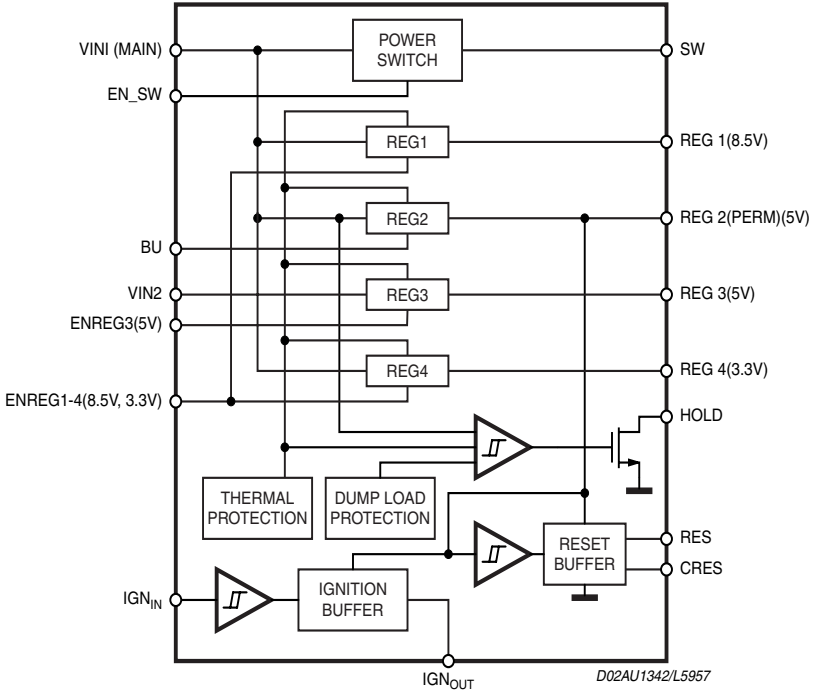 VINI (MAIN)
POWER
SWITCH
SW
EN_SW
REG1
REG 1(8.5V)
REG2
REG 2(PERM)(5V)
BU
VIN2
REG3
REG 3(5V)
ENREG3(5V)
REG4
REG 4(3.3V)
ENREG1-4(8.5V, 3.3V)
HOLD
THERMAL
PROTECTION
DUMP LOAD
PROTECTION
RESET
BUFFER
RES
CRES
IGNIN
IGNITION
BUFFER
IGNOUT
D02AU1342/L5957